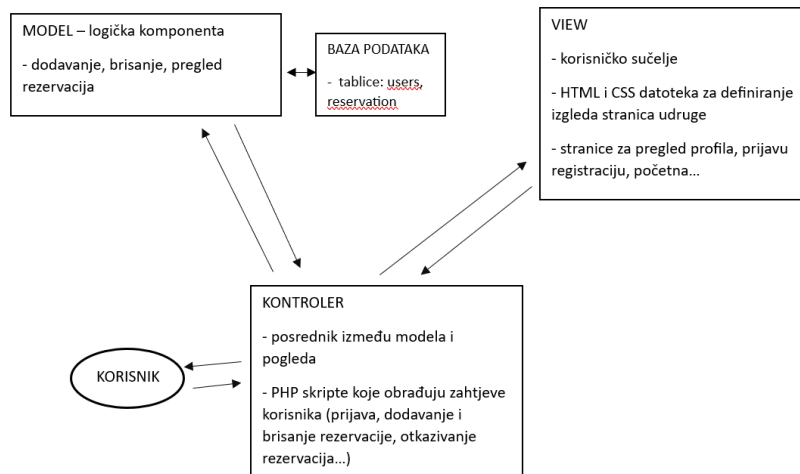 MODEL – logička komponenta
- dodavanje, brisanje, pregled
rezervacija
BAZA PODATAKA
- tablice: users,
reservation
VIEW
- korisničko sučelje
- HTML i CSS datoteka za definiranje
izgleda stranica udruge
- stranice za pregled profila, prijavu
registraciju, početna...
KONTROLER
- posrednik između modela i
pogleda
- PHP skripte koje obrađuju zahtjeve
korisnika (prijava, dodavanje i
brisanje rezervacije, otkazivanje
rezervacija...)
KORISNIK